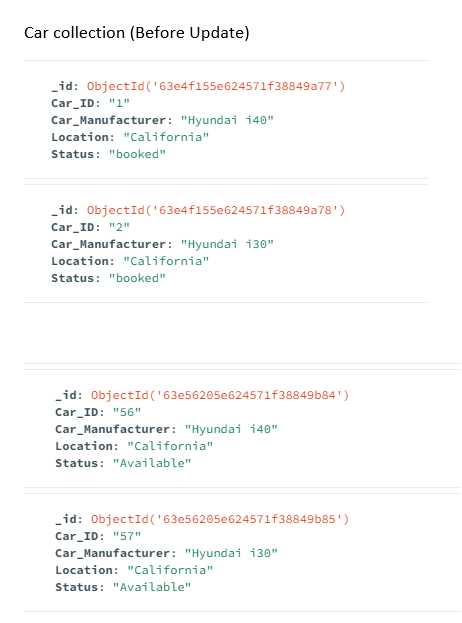 Car collection (Before Update)
_id: ObjectId('63e4f155e624571f38849a77')
Car_ID: "1"
Car_Manufacturer: "Hyundai i40"
Location: "California"
Status: "booked"
_id: ObjectId('63e4f155e624571f38849a78')
Car_ID: "2"
Car_Manufacturer: "Hyundai i30"
Location: "California"
Status: "booked"
_id: ObjectId('63e56205e624571f38849b84')
Car_ID: "56"
Car_Manufacturer: "Hyundai i40"
Location: "California"
Status: "Available"
_id: ObjectId('63e56205e624571f38849b85')
Car_ID: "57"
Car_Manufacturer: "Hyundai i30"
Location: "California"
Status: "Available"